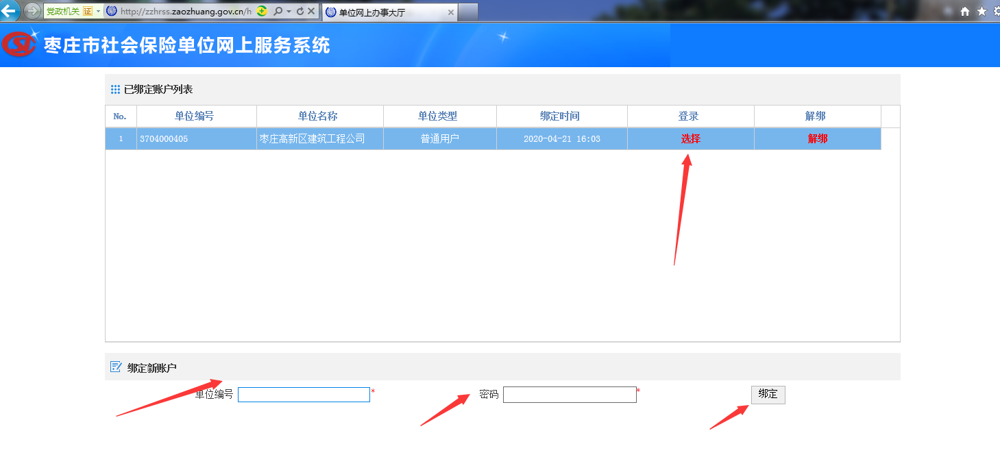 党政机关 证 http://zzhrss.zaozhuang.gov.cn/h 单位网上办事大厅
枣庄市社会保险单位网上服务系统
已绑定账户列表
No. 单位编号 单位名称 单位类型 绑定时间 登录 解绑
1 3704000405 枣庄高新区建筑工程公司 普通用户 2020-04-21 16:03 选择 解绑
绑定新账户
单位编号 * 密码 * 绑定